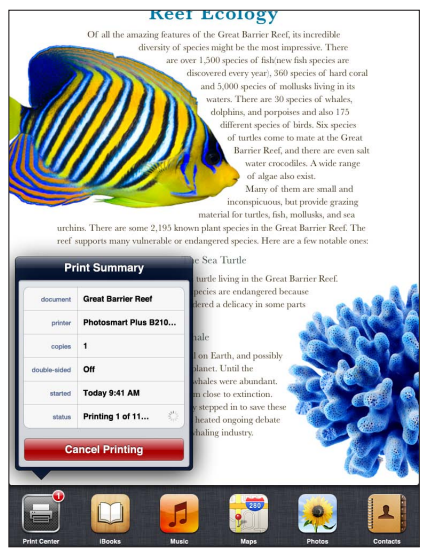 Reef Ecology
Of all the amazing features of the Great Barrier Reef, its incredible
diversity of species might be the most impressive. There
are over 1,500 species of fish(new fish species are
discovered every year), 360 species of hard coral
and 5,000 species of mollusks living in its
waters. There are 30 species of whales,
dolphins, and porpoises and also 175
different species of birds. Six species
of turtles come to mate at the Great
Barrier Reef, and there are even salt
water crocodiles. A wide range
of algae also exist.
Many of them are small and
inconspicuous, but provide grazing
material for turtles, fish, mollusks, and sea
urchins. There are some 2,195 known plant species in the Great Barrier Reef. The
reef supports many vulnerable or endangered species. Here are a few notable ones:
Sea Turtle
turtle living in the Great Barrier Reef.
species are endangered because
dered a delicacy in some parts
hale
l on Earth, and possibly
planet. Until the
whales were abundant.
m close to extinction.
y stepped in to save these
heated ongoing debate
whaling industry.
Print Summary
document Great Barrier Reef
printer Photosmart Plus B210...
copies 1
double-sided Off
started Today 9:41 AM
status Printing 1 of 11...
Cancel Printing
1
280
Print Center iBooks Music Maps Photos Contacts